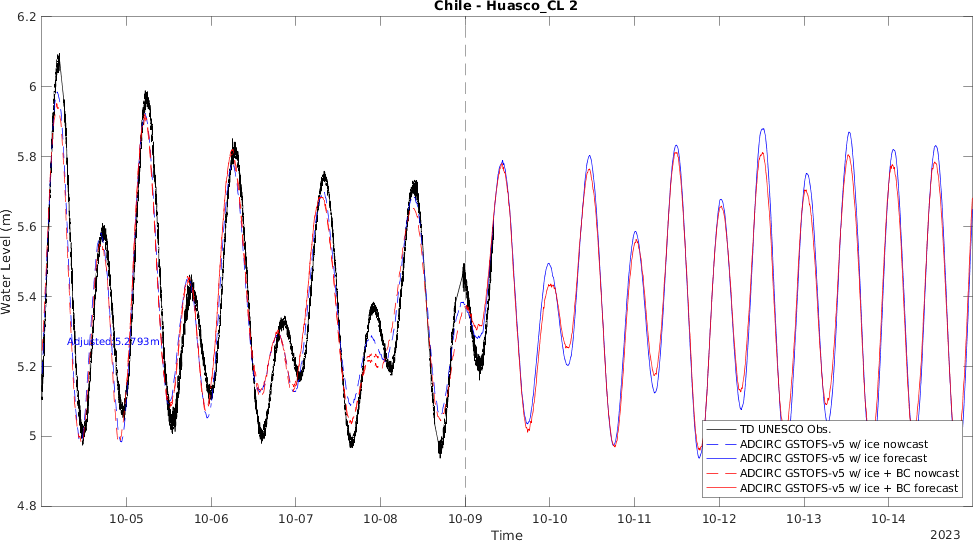 Chile - Huasco_CL 2
6.2
6
5.8
5.6
5.4
5.2
5
4.8
Water Level (m)
Adjusted:5.2793m
TD UNESCO Obs.
ADCIRC GSTOFS-v5 w/ ice nowcast
ADCIRC GSTOFS-v5 w/ ice forecast
ADCIRC GSTOFS-v5 w/ ice + BC nowcast
ADCIRC GSTOFS-v5 w/ ice + BC forecast
10-05 10-06 10-07 10-08 10-09 10-10 10-11 10-12 10-13 10-14
Time
2023